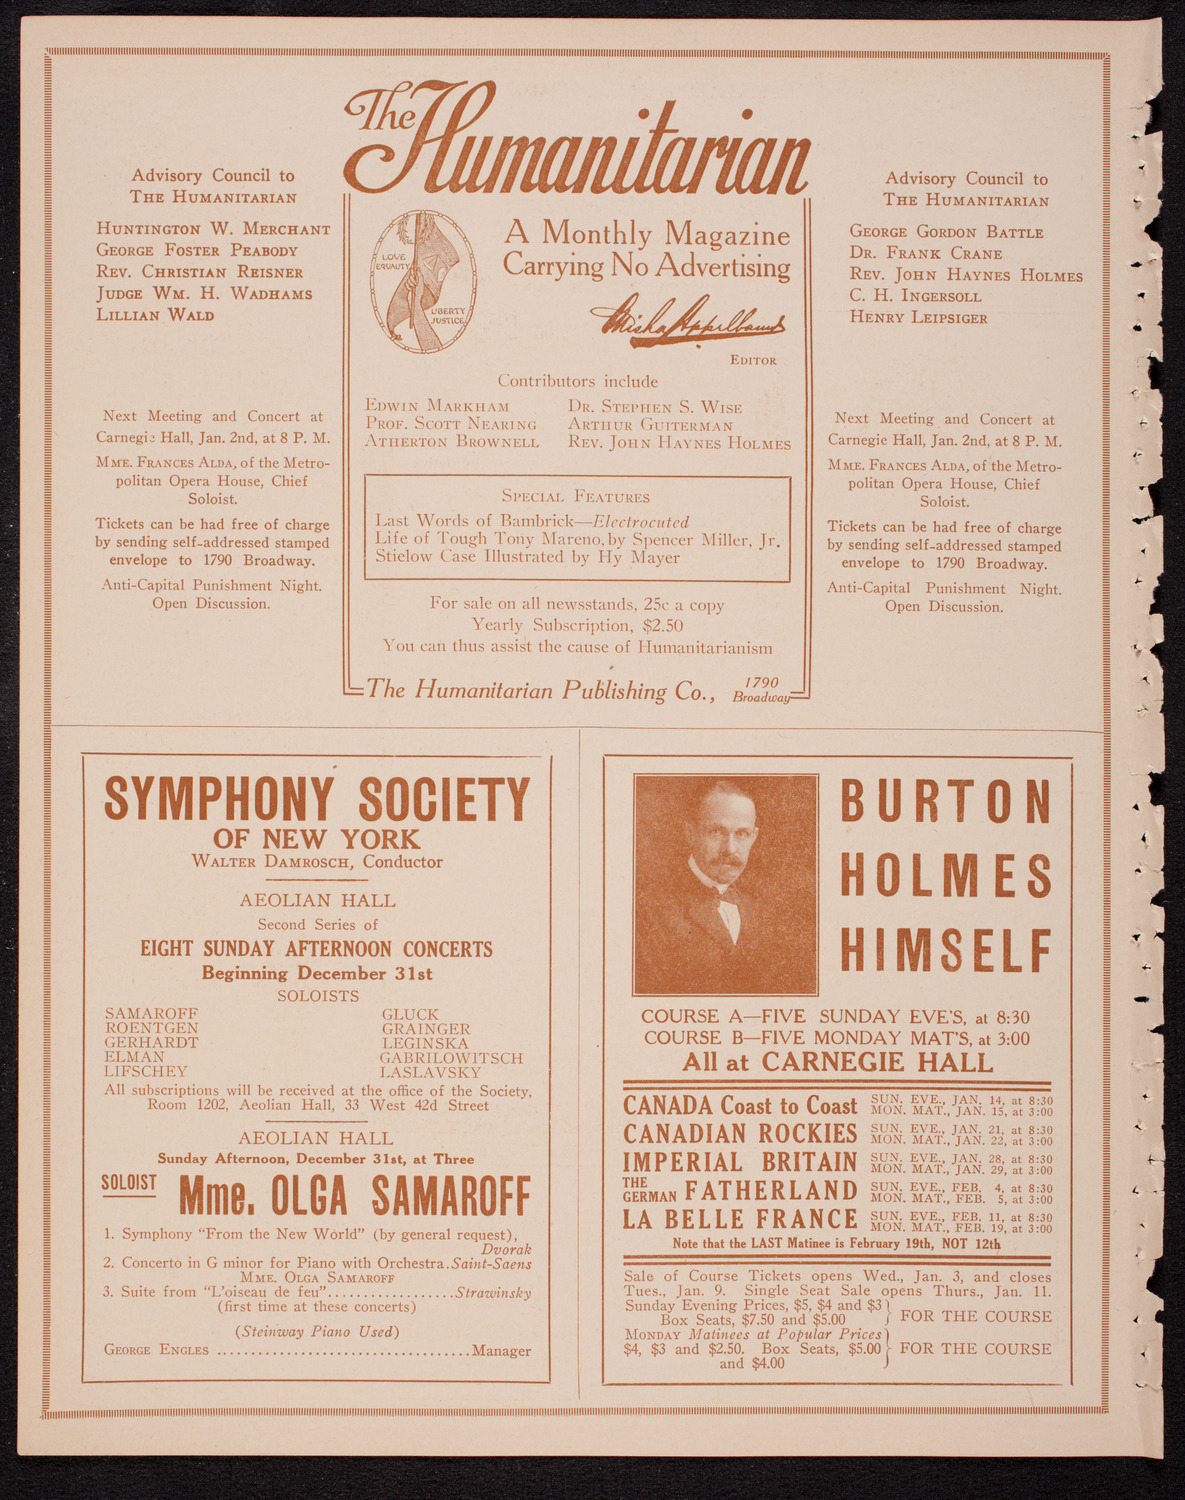 The Humanitarian
Advisory Council to
THE HUMANITARIAN
HUNTINGTON W. MERCHANT
GEORGE FOSTER PEABODY
REV. CHRISTIAN REISNER
JUDGE WM. H. WADHAMS
LILLIAN WALD
Next Meeting and Concert at
Carnegie Hall, Jan. 2nd, at 8 P. M.
MME. FRANCES ALDA, of the Metro-
politan Opera House, Chief
Soloist.
Tickets can be had free of charge
by sending self-addressed stamped
envelope to 1790 Broadway.
Anti-Capital Punishment Night.
Open Discussion.
LOVE
EQUALITY
LIBERTY
JUSTICE
A Monthly Magazine
Carrying No Advertising
Misha Appelbaum
EDITOR
Contributors include
EDWIN MARKHAM
PROF. SCOTT NEARING
ATHERTON BROWNELL
DR. STEPHEN S. WISE
ARTHUR GUITERMAN
REV. JOHN HAYNES HOLMES
SPECIAL FEATURES
Last Words of Bambrick—Electrocuted
Life of Tough Tony Mareno, by Spencer Miller, Jr.
Stielow Case Illustrated by Hy Mayer
For sale on all newsstands, 25c a copy
Yearly Subscription, $2.50
You can thus assist the cause of Humanitarianism
The Humanitarian Publishing Co., 1790 Broadway
Advisory Council to
THE HUMANITARIAN
GEORGE GORDON BATTLE
DR. FRANK CRANE
REV. JOHN HAYNES HOLMES
C. H. INGERSOLL
HENRY LEIPSIGER
Next Meeting and Concert at
Carnegie Hall, Jan. 2nd, at 8 P. M.
MME. FRANCES ALDA, of the Metro-
politan Opera House, Chief
Soloist.
Tickets can be had free of charge
by sending self-addressed stamped
envelope to 1790 Broadway.
Anti-Capital Punishment Night.
Open Discussion.
SYMPHONY SOCIETY
OF NEW YORK
WALTER DAMROSCH, Conductor
AEOLIAN HALL
Second Series of
EIGHT SUNDAY AFTERNOON CONCERTS
Beginning December 31st
SOLOISTS
SAMAROFF GLUCK
ROENTGEN GRAINGER
GERHARDT LEGINSKA
ELMAN GABRILOWITSCH
LIFSCHEY LASLAVSKY
All subscriptions will be received at the office of the Society,
Room 1202, Aeolian Hall, 33 West 42d Street
AEOLIAN HALL
Sunday Afternoon, December 31st, at Three
SOLOIST Mme. OLGA SAMAROFF
1. Symphony "From the New World" (by general request),
Dvorak
2. Concerto in G minor for Piano with Orchestra.Saint-Saens
MME. OLGA SAMAROFF
3. Suite from "L'oiseau de feu"..................Strawinsky
(first time at these concerts)
(Steinway Piano Used)
GEORGE ENGLES ....................................Manager
BURTON
HOLMES
HIMSELF
COURSE A—FIVE SUNDAY EVE'S, at 8:30
COURSE B—FIVE MONDAY MAT'S, at 3:00
All at CARNEGIE HALL
CANADA Coast to Coast SUN. EVE., JAN. 14, at 8:30
MON. MAT., JAN. 15, at 3:00
CANADIAN ROCKIES SUN. EVE., JAN. 21, at 8:30
MON. MAT., JAN. 22, at 3:00
IMPERIAL BRITAIN SUN. EVE., JAN. 28, at 8:30
MON. MAT., JAN. 29, at 3:00
THE GERMAN FATHERLAND SUN. EVE., FEB. 4, at 8:30
MON. MAT., FEB. 5, at 3:00
LA BELLE FRANCE SUN. EVE., FEB. 11, at 8:30
MON. MAT., FEB. 19, at 3:00
Note that the LAST Matinee is February 19th, NOT 12th
Sale of Course Tickets opens Wed., Jan. 3, and closes
Tues., Jan. 9. Single Seat Sale opens Thurs., Jan. 11.
Sunday Evening Prices, $5, $4 and $3
Box Seats, $7.50 and $5.00 FOR THE COURSE
MONDAY Matinees at Popular Prices
$4, $3 and $2.50. Box Seats, $5.00 FOR THE COURSE
and $4.00